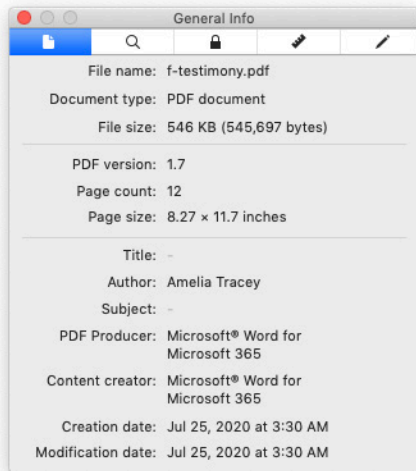 General Info
File name: f-testimony.pdf
Document type: PDF document
File size: 546 KB (545,697 bytes)
PDF version: 1.7
Page count: 12
Page size: 8.27 × 11.7 inches
Title: -
Author: Amelia Tracey
Subject: -
PDF Producer: Microsoft® Word for
Microsoft 365
Content creator: Microsoft® Word for
Microsoft 365
Creation date: Jul 25, 2020 at 3:30 AM
Modification date: Jul 25, 2020 at 3:30 AM